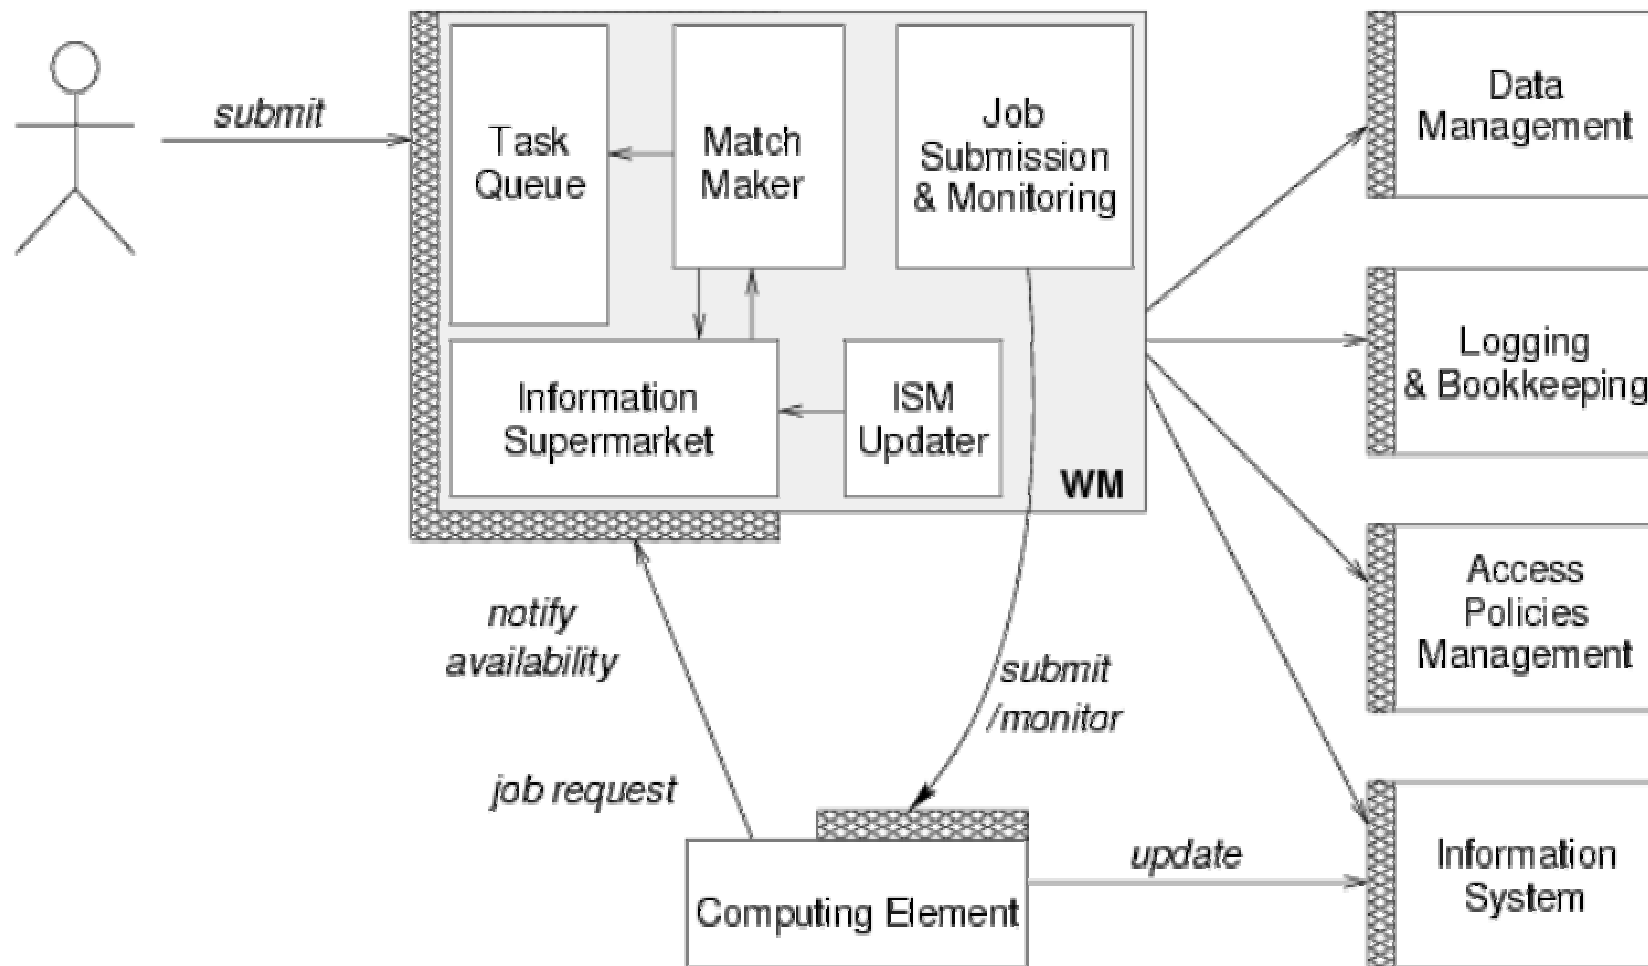 submit
Task
Queue
Match
Maker
Job
Submission
& Monitoring
Information
Supermarket
ISM
Updater
WM
Data
Management
Logging
& Bookkeeping
Access
Policies
Management
Information
System
notify
availability
job request
submit
/monitor
update
Computing Element